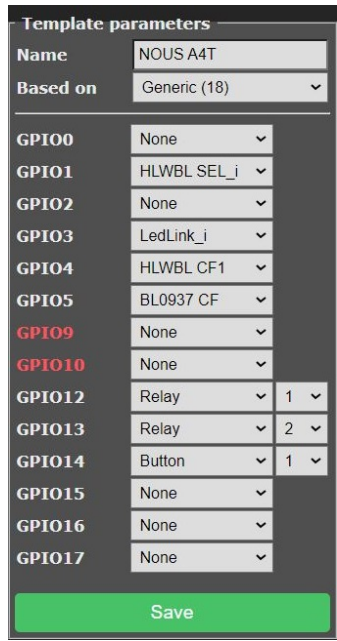 Template parameters
Name NOUS A4T
Based on Generic (18)
GPIO0 None
GPIO1 HLWBL SEL_i
GPIO2 None
GPIO3 LedLink_i
GPIO4 HLWBL CF1
GPIO5 BL0937 CF
GPIO9 None
GPIO10 None
GPIO12 Relay 1
GPIO13 Relay 2
GPIO14 Button 1
GPIO15 None
GPIO16 None
GPIO17 None
Save